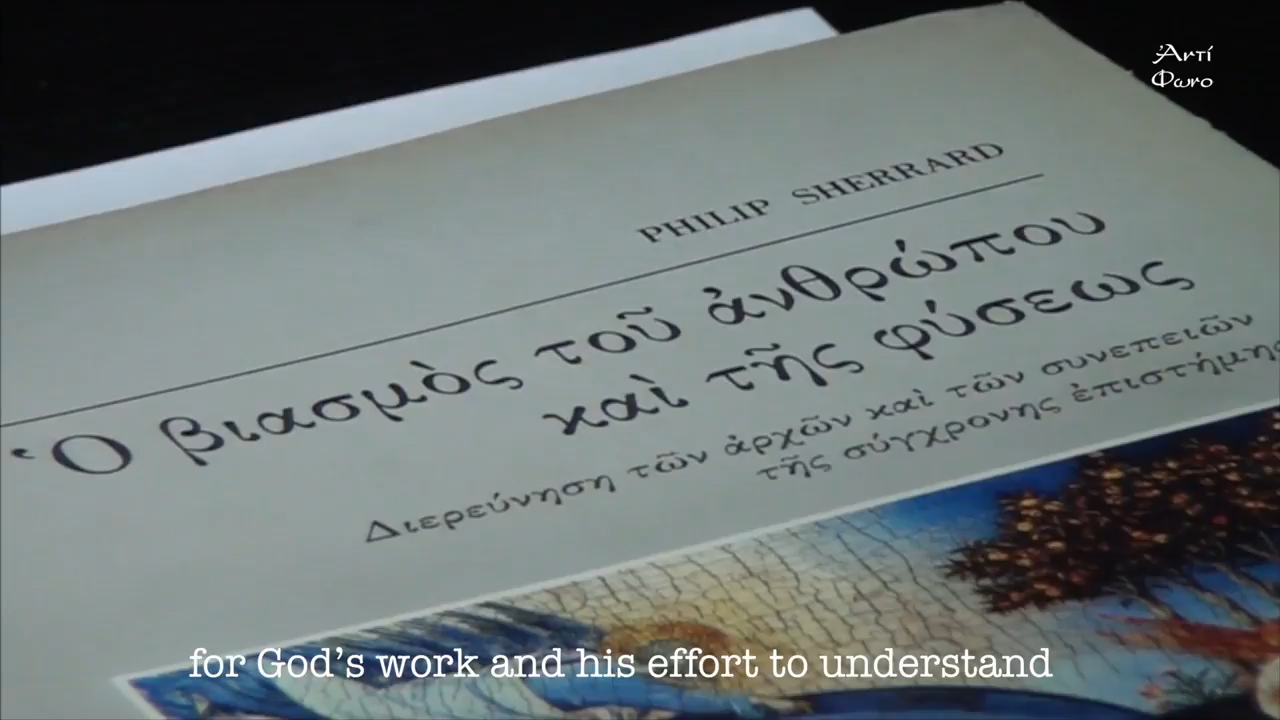 Ἀντί
Φωνο
PHILIP SHERRARD
Ὁ βιασμὸς τοῦ ἀνθρώπου
καὶ τῆς φύσεως
Διερεύνηση τῶν ἀρχῶν καὶ τῶν συνεπειῶν
τῆς σύγχρονης ἐπιστήμης
for God's work and his effort to understand